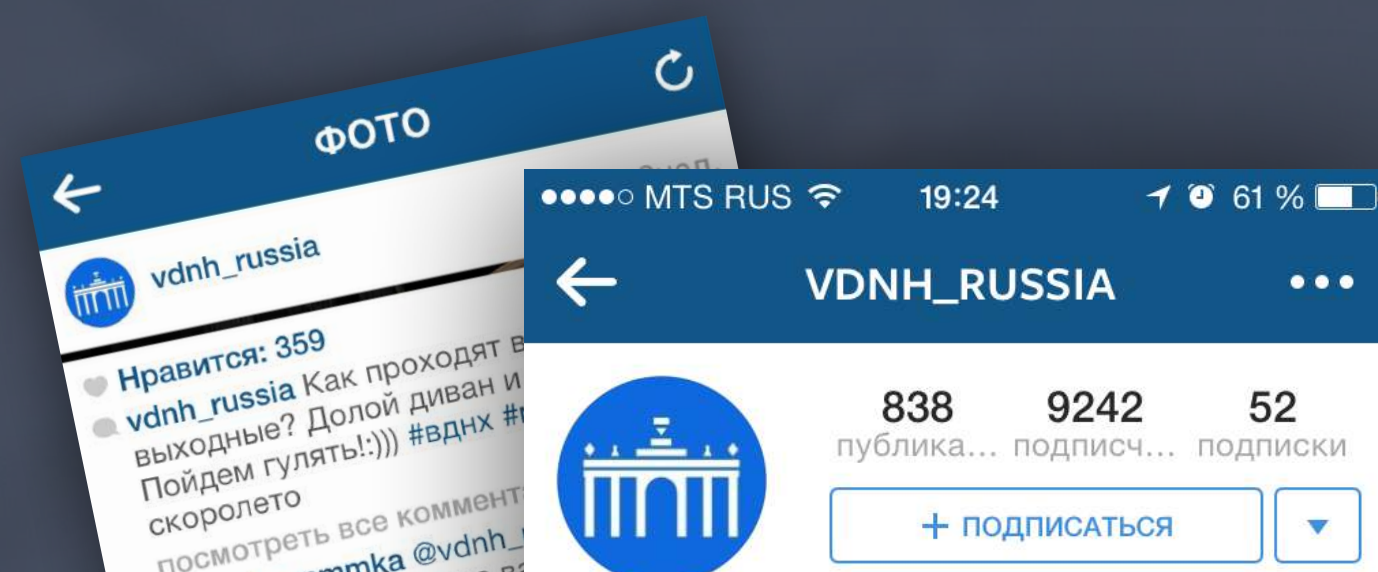 ФОТО
vdnh_russia
Нравится: 359
vdnh_russia Как проходят
выходные? Долой диван и
Пойдем гулять!:))) #вднх
скоролето
посмотреть все
@vdnh_
MTS RUS 19:24 61 %
VDNH_RUSSIA
838 9242 52
публика... подписч... подписки
+ ПОДПИСАТЬСЯ